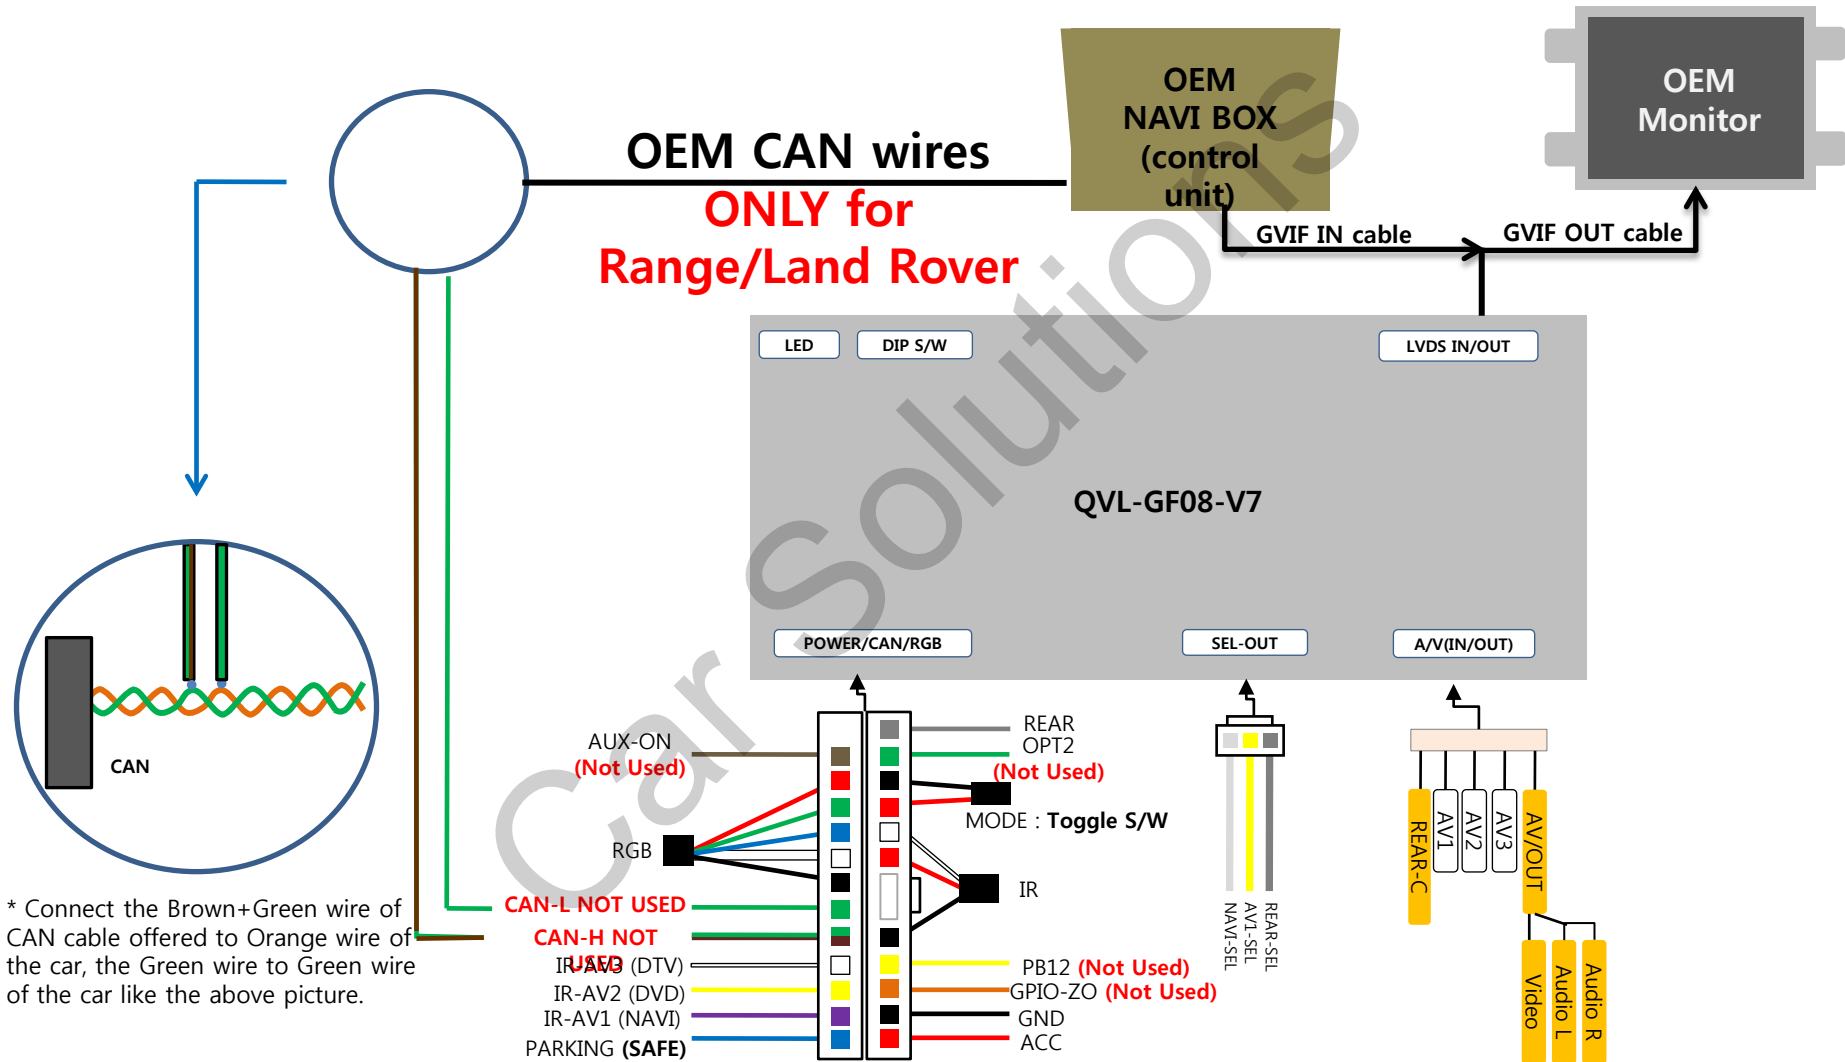 OEM
NAVI BOX
(control
unit)
OEM
Monitor
OEM CAN wires
ONLY for
Range/Land Rover
GVIF IN cable
GVIF OUT cable
LED
DIP S/W
LVDS IN/OUT
QVL-GF08-V7
POWER/CAN/RGB
SEL-OUT
A/V(IN/OUT)
CAN
* Connect the Brown+Green wire of
CAN cable offered to Orange wire of
the car, the Green wire to Green wire
of the car like the above picture.
AUX-ON
(Not Used)
RGB
CAN-L NOT USED
CAN-H NOT
USED
IR-AV3 (DTV)
IR-AV2 (DVD)
IR-AV1 (NAVI)
PARKING (SAFE)
REAR
OPT2
(Not Used)
MODE : Toggle S/W
IR
PB12 (Not Used)
GPIO-ZO (Not Used)
GND
ACC
NAVI-SEL
AV1-SEL
REAR-SEL
REAR-C
AV1
AV2
AV3
AV/OUT
Video
Audio L
Audio R
Car Solutions